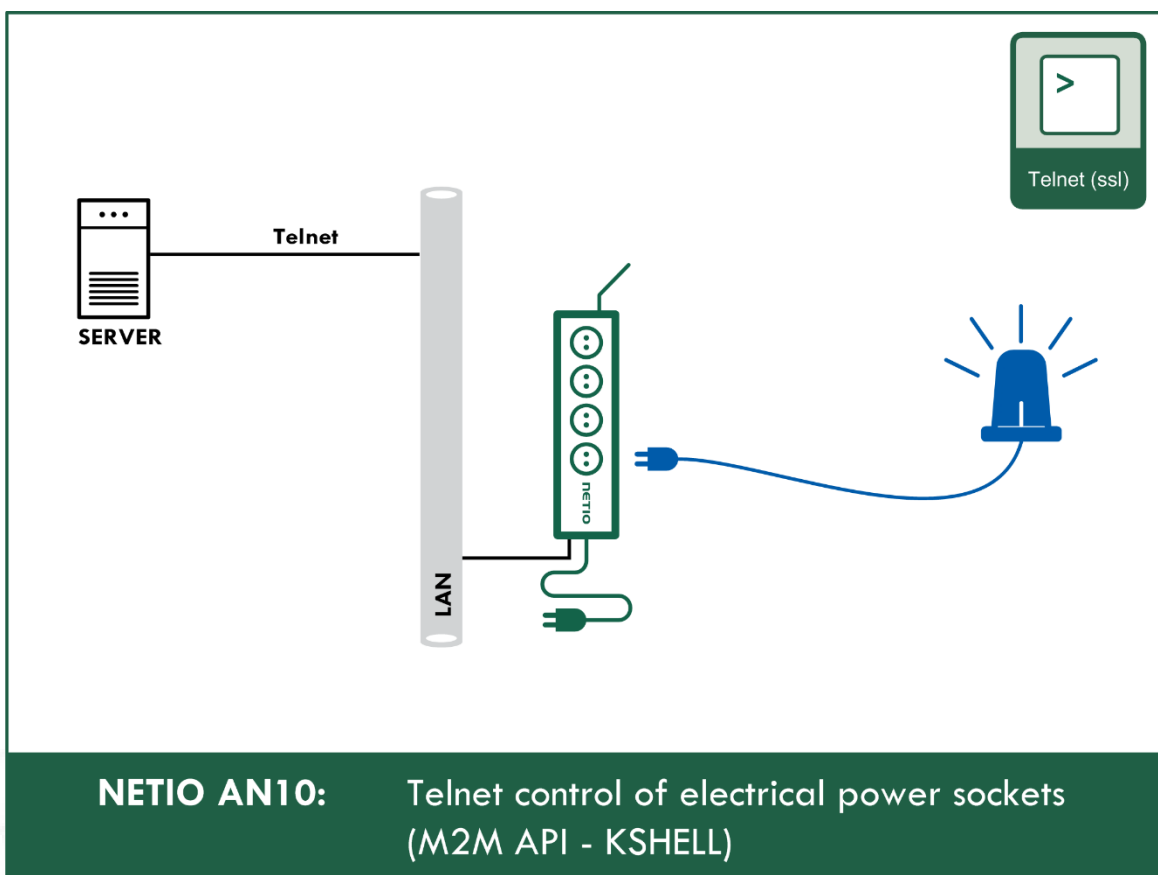 >
Telnet (ssl)
Telnet
SERVER
NETIO
LAN
NETIO AN10: Telnet control of electrical power sockets
(M2M API - KSHELL)